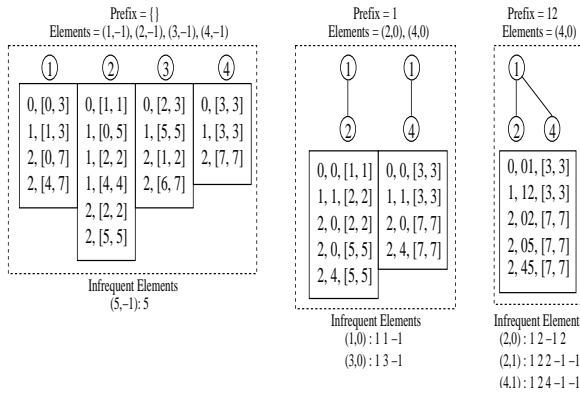 Prefix = {}
Elements = (1,−1), (2,−1), (3,−1), (4,−1)
1
2
3
4
0, [0, 3]
1, [1, 3]
2, [0, 7]
2, [4, 7]
0, [1, 1]
1, [0, 5]
1, [2, 2]
1, [4, 4]
2, [2, 2]
2, [5, 5]
0, [2, 3]
1, [5, 5]
2, [1, 2]
2, [6, 7]
0, [3, 3]
1, [3, 3]
2, [7, 7]
Infrequent Elements
(5,−1): 5
Prefix = 1
Elements = (2,0), (4,0)
1
1
2
4
0, 0, [1, 1]
1, 1, [2, 2]
2, 0, [2, 2]
2, 0, [5, 5]
2, 4, [5, 5]
0, 0, [3, 3]
1, 1, [3, 3]
2, 0, [7, 7]
2, 4, [7, 7]
Infrequent Elements
(1,0) : 1 1 −1
(3,0) : 1 3 −1
Prefix = 12
Elements = (4,0)
1
2
4
0, 01, [3, 3]
1, 12, [3, 3]
2, 02, [7, 7]
2, 05, [7, 7]
2, 45, [7, 7]
Infrequent Element
(2,0) : 1 2 −1 2
(2,1) : 1 2 2 −1 −1
(4.1) : 1 2 4 −1 −1